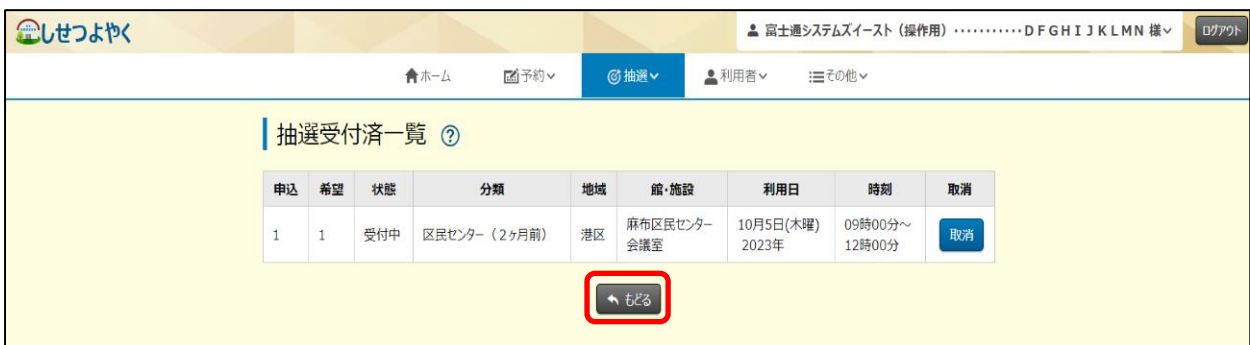 しせつよやく
富士通システムズイースト（操作用）‥‥‥‥‥‥ＤＦＧＨＩＪＫＬＭＮ 様
ログアウト
ホーム 予約 抽選 利用者 その他
抽選受付済一覧 ?
申込 希望 状態 分類 地域 館・施設 利用日 時刻 取消
1 1 受付中 区民センター（２ヶ月前） 港区 麻布区民センター 10月5日(木曜) 09時00分～ 取消
会議室 2023年 12時00分
もどる